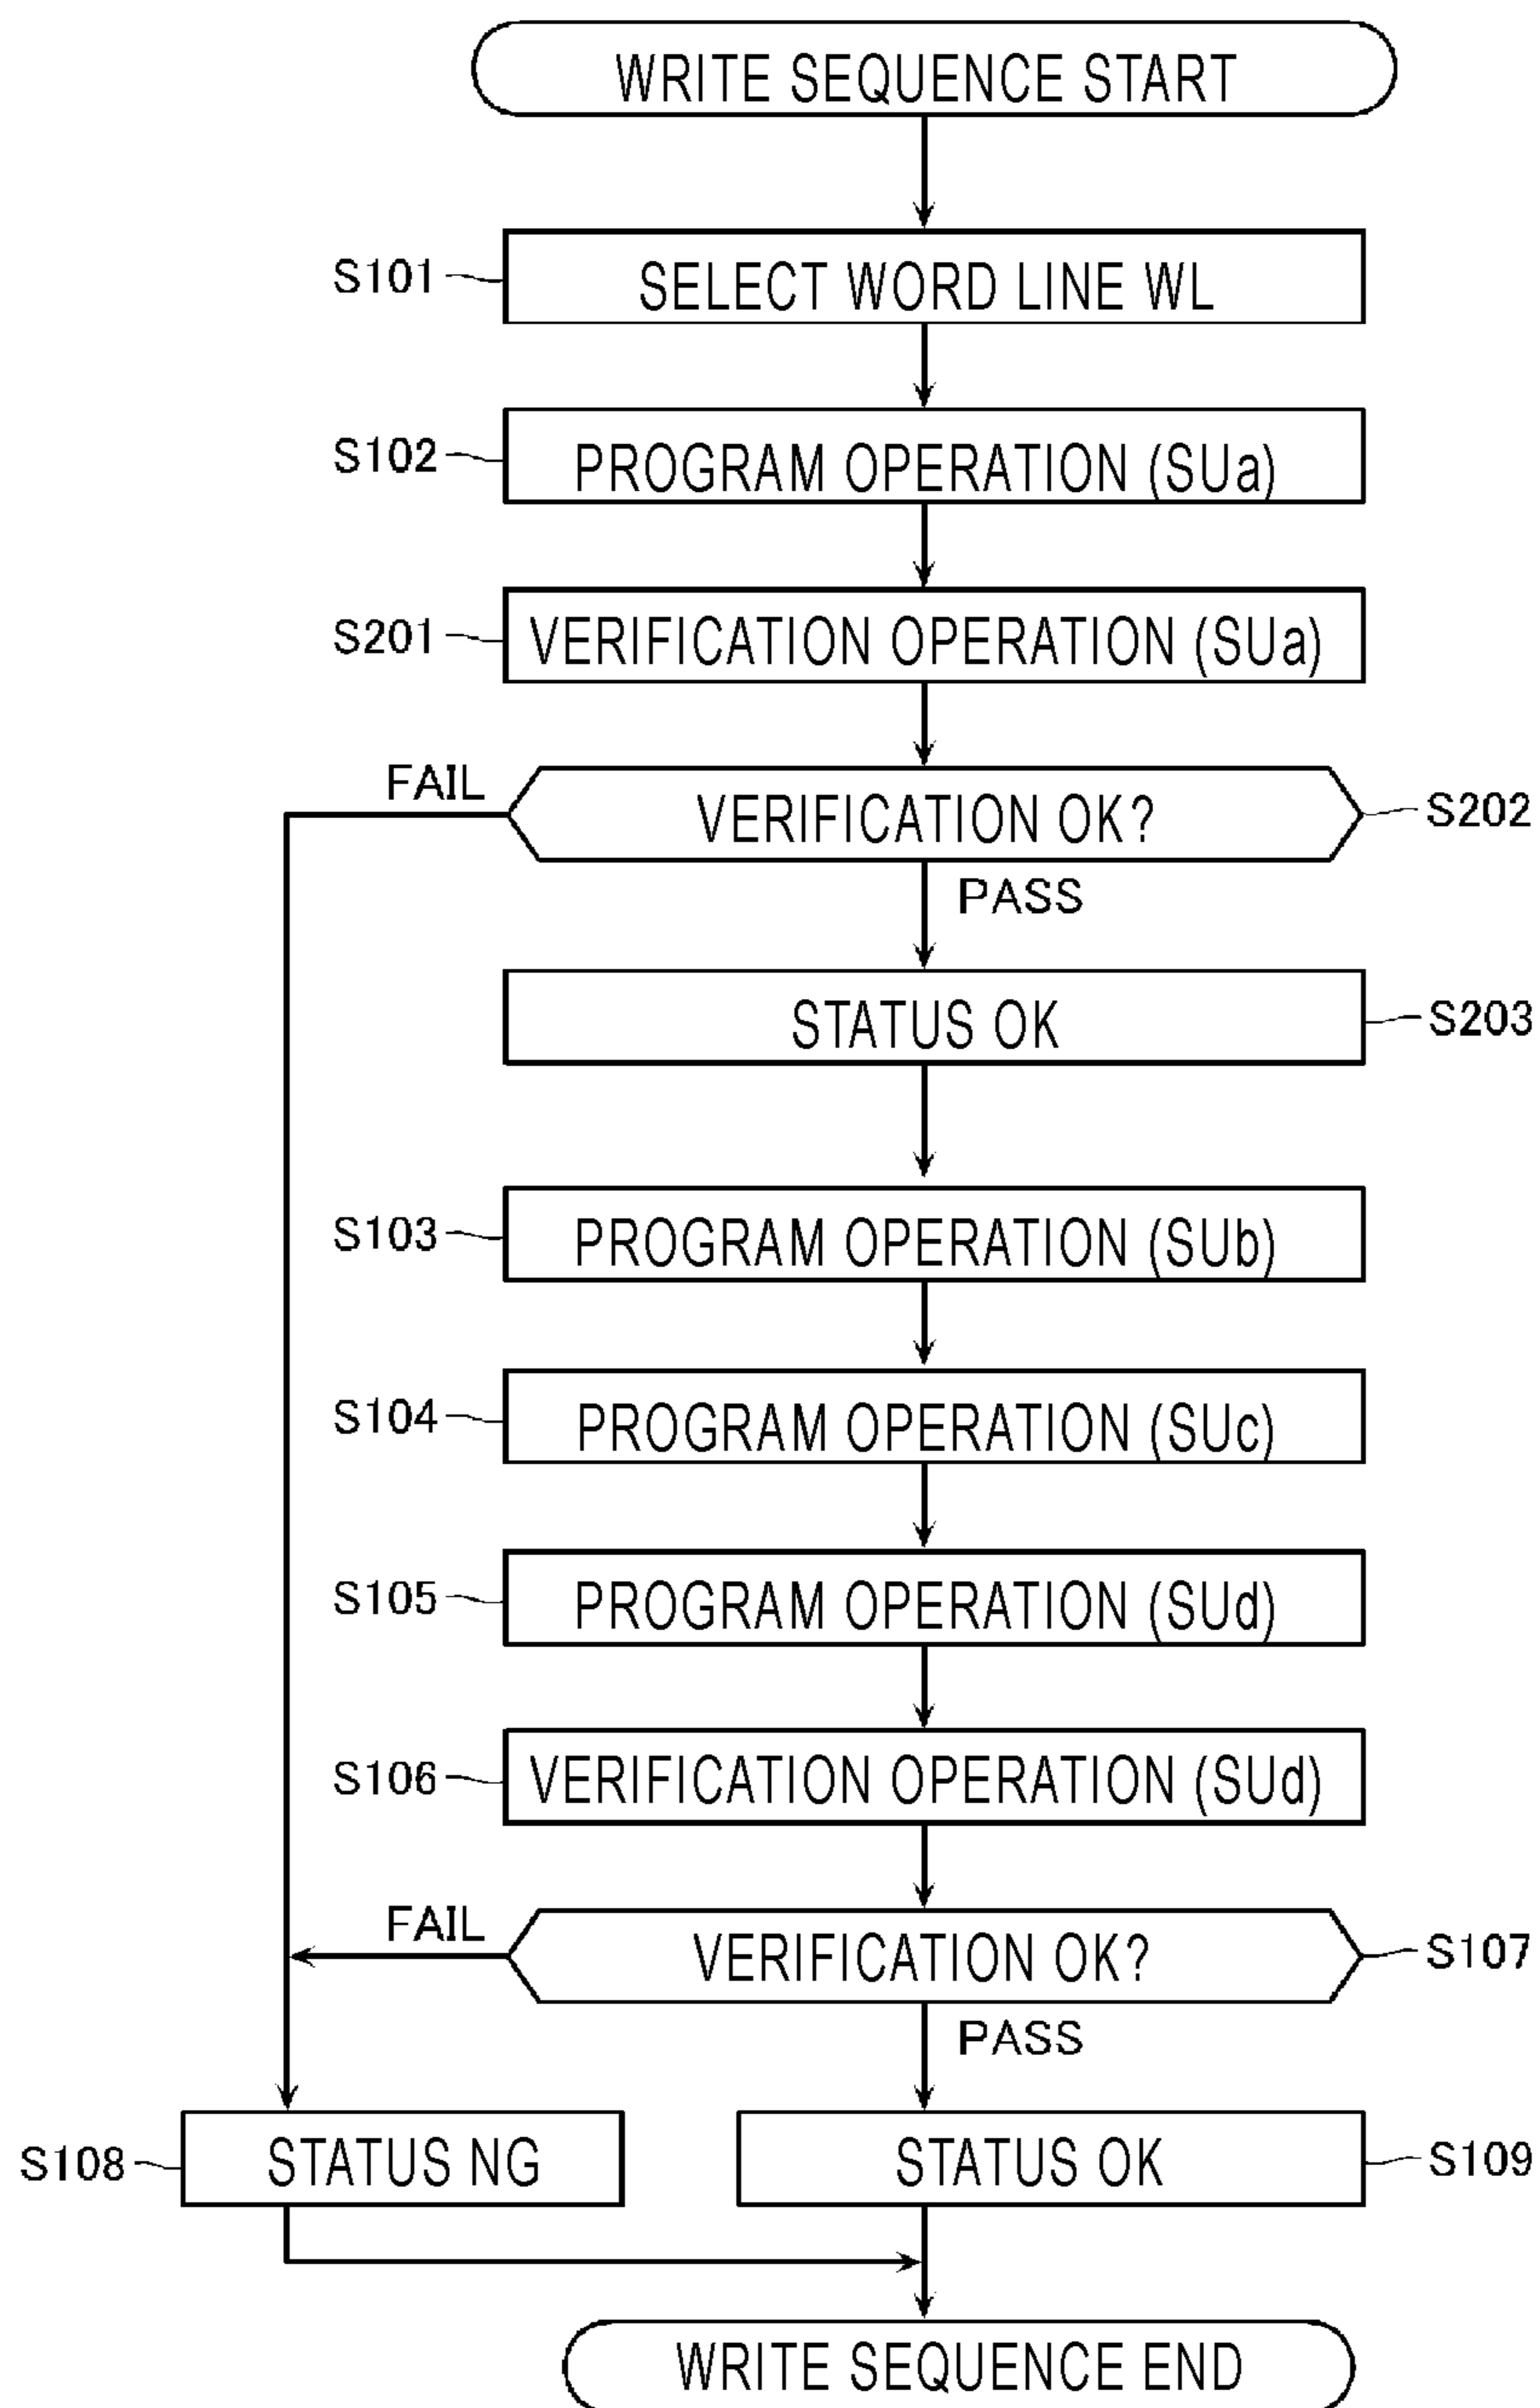 WRITE SEQUENCE START
S101
SELECT WORD LINE WL
S102
PROGRAM OPERATION (SUa)
S201
VERIFICATION OPERATION (SUa)
FAIL
VERIFICATION OK?
S202
PASS
STATUS OK
S203
S103
PROGRAM OPERATION (SUb)
S104
PROGRAM OPERATION (SUc)
S105
PROGRAM OPERATION (SUd)
S106
VERIFICATION OPERATION (SUd)
FAIL
VERIFICATION OK?
S107
PASS
S108
STATUS NG
STATUS OK
S109
WRITE SEQUENCE END